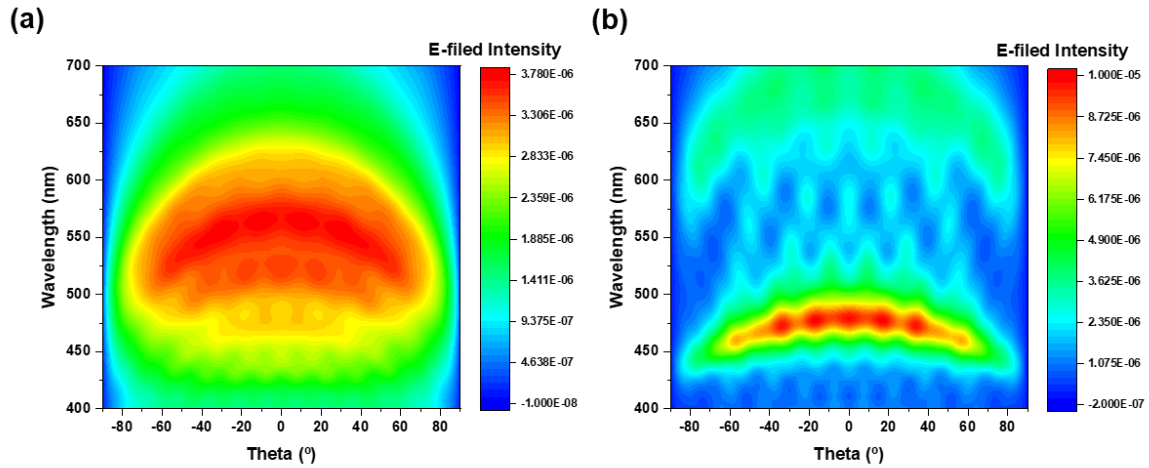 (a)
E-filed Intensity
700
650
600
550
500
450
400
Wavelength (nm)
-80 -60 -40 -20 0 20 40 60 80
Theta (º)
3.780E-06
3.306E-06
2.833E-06
2.359E-06
1.885E-06
1.411E-06
9.375E-07
4.638E-07
-1.000E-08
(b)
E-filed Intensity
700
650
600
550
500
450
400
Wavelength (nm)
-80 -60 -40 -20 0 20 40 60 80
Theta (º)
1.000E-05
8.725E-06
7.450E-06
6.175E-06
4.900E-06
3.625E-06
2.350E-06
1.075E-06
-2.000E-07